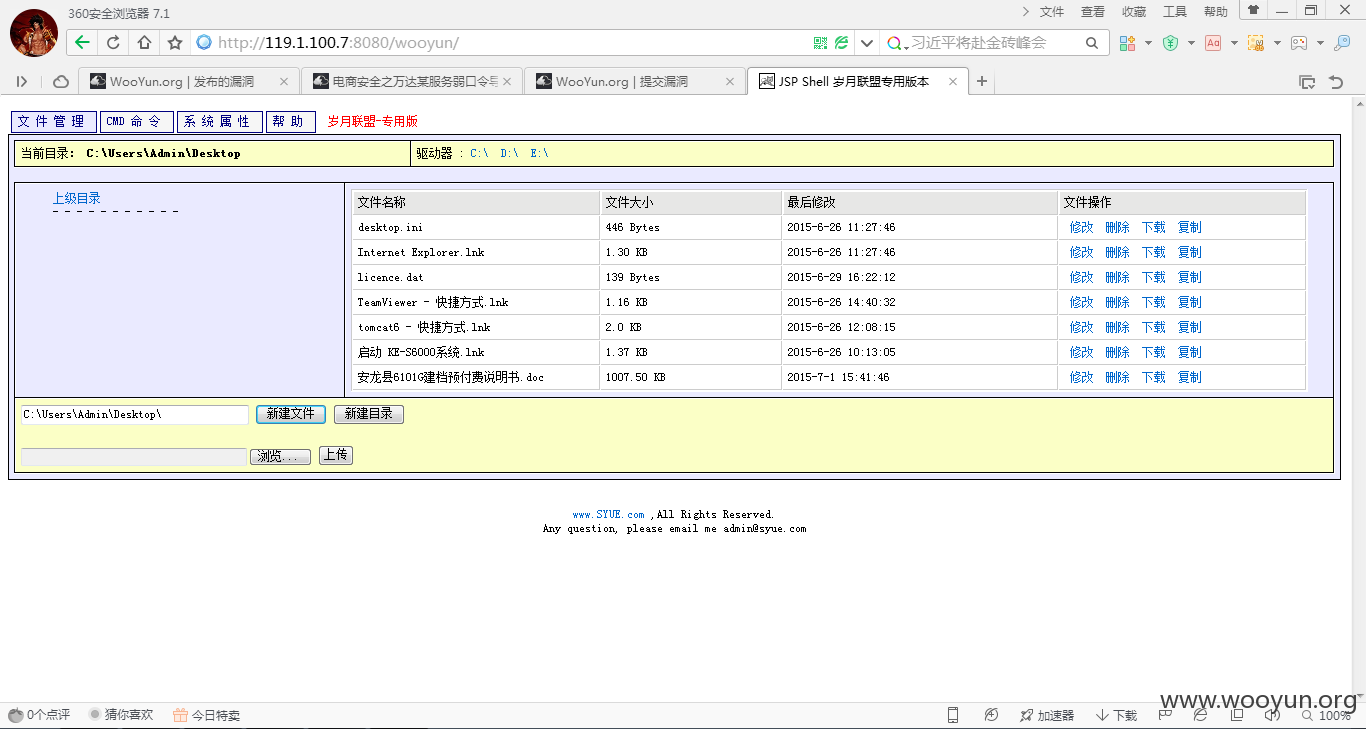 360安全浏览器 7.1
文件 查看 收藏 工具 帮助
http://119.1.100.7:8080/wooyun/
习近平将赴金砖峰会
WooYun.org | 发布的漏洞
电商安全之万达某服务弱口令导
WooYun.org | 提交漏洞
JSP Shell 岁月联盟专用版本
文件管理 CMD命令 系统属性 帮助 岁月联盟-专用版
当前目录: C:\Users\Admin\Desktop 驱动器 : C:\ D:\ E:\
上级目录
- - - - - - - - - - -
文件名称 文件大小 最后修改 文件操作
desktop.ini 446 Bytes 2015-6-26 11:27:46 修改 删除 下载 复制
Internet Explorer.lnk 1.30 KB 2015-6-26 11:27:46 修改 删除 下载 复制
licence.dat 139 Bytes 2015-6-29 16:22:12 修改 删除 下载 复制
TeamViewer - 快捷方式.lnk 1.16 KB 2015-6-26 14:40:32 修改 删除 下载 复制
tomcat6 - 快捷方式.lnk 2.0 KB 2015-6-26 12:08:15 修改 删除 下载 复制
启动 KE-S6000系统.lnk 1.37 KB 2015-6-26 10:13:05 修改 删除 下载 复制
安龙县6101G建档预付费说明书.doc 1007.50 KB 2015-7-1 15:41:46 修改 删除 下载 复制
C:\Users\Admin\Desktop\ 新建文件 新建目录
浏览... 上传
www.SYUE.com ,All Rights Reserved.
Any question, please email me admin@syue.com
www.wooyun.org
0个点评 猜你喜欢 今日特卖 加速器 下载 100%